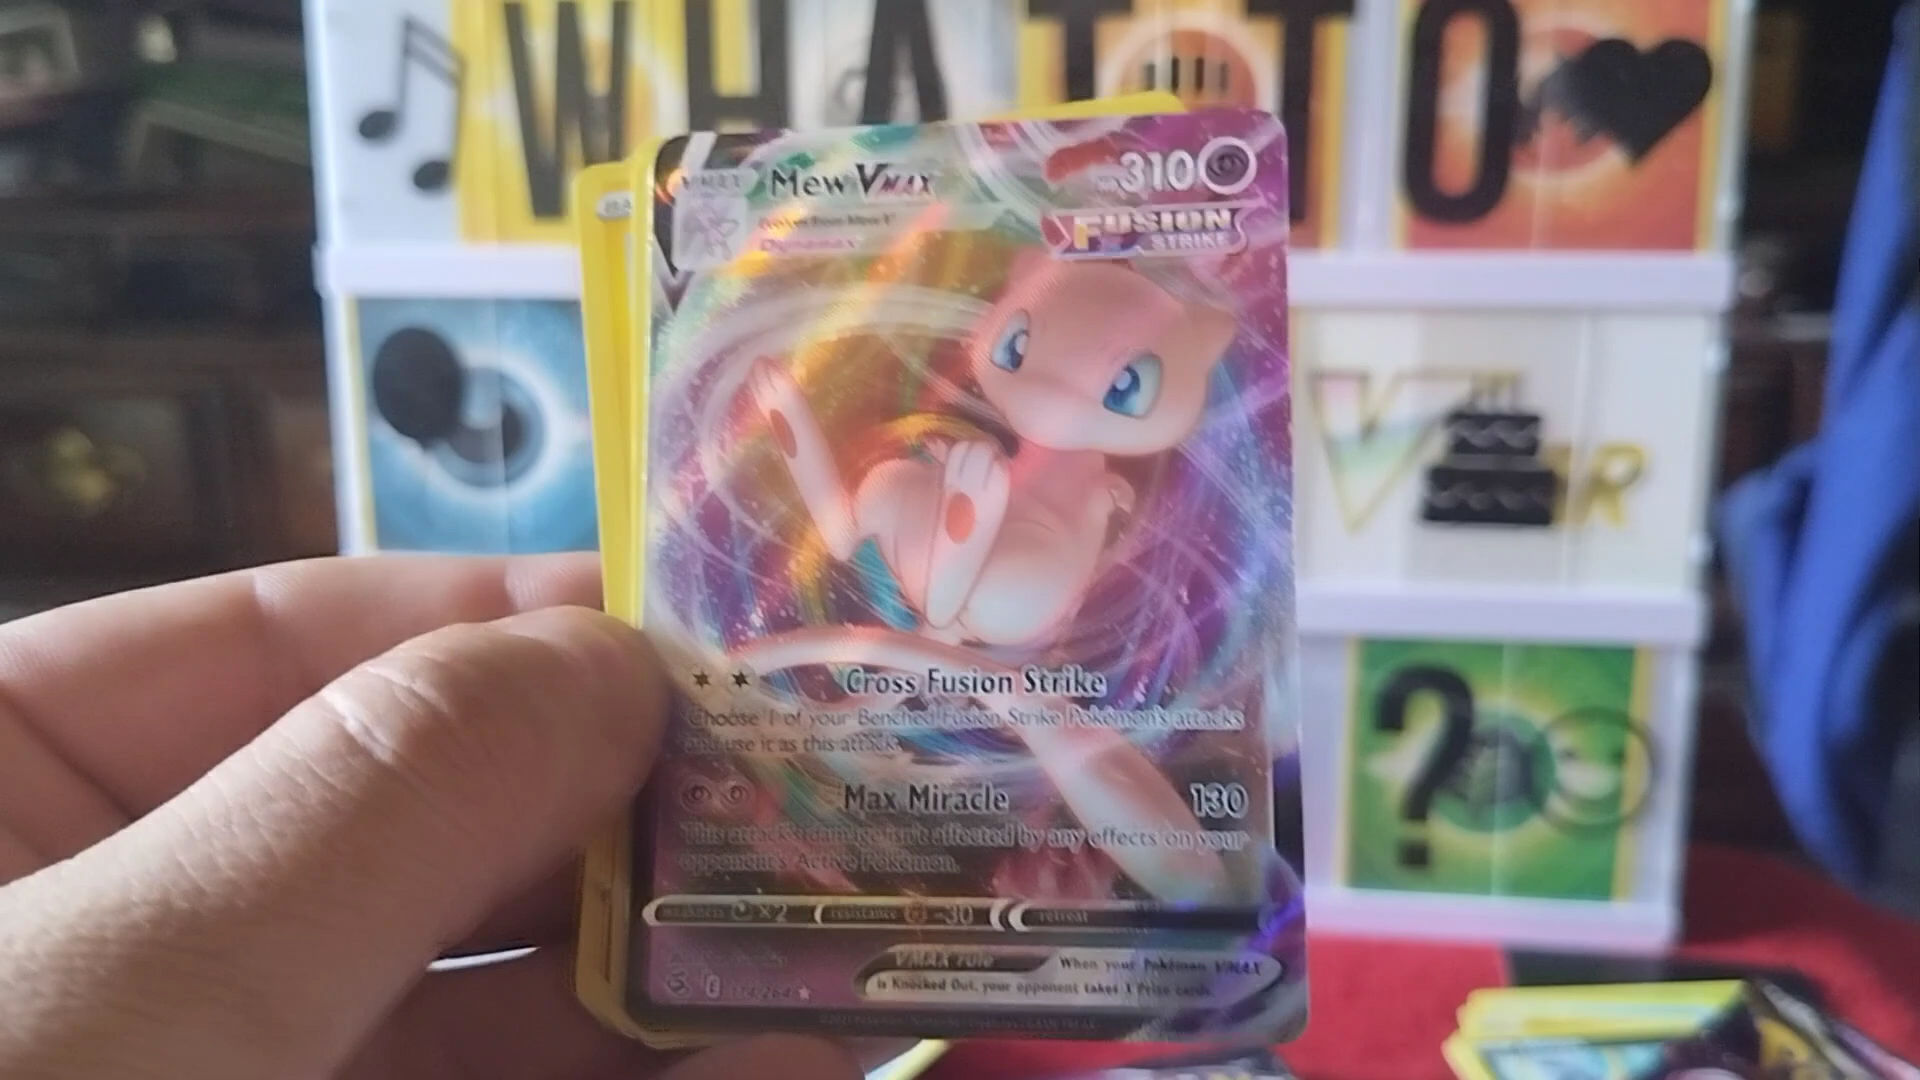 WHAT TO
VMAX
Mew VMAX
310
Evolves from Mew V
Dynamax
FUSION
STRIKE
V R
Cross Fusion Strike
Choose 1 of your Benched Fusion Strike Pokémon's attacks
and use it as this attack.
Max Miracle 130
This attack's damage isn't affected by any effects on your
opponent's Active Pokémon.
weakness ×2 resistance -30 retreat
VMAX rule When your Pokémon VMAX
is Knocked Out, your opponent takes 3 Prize cards.
E 114/264
?